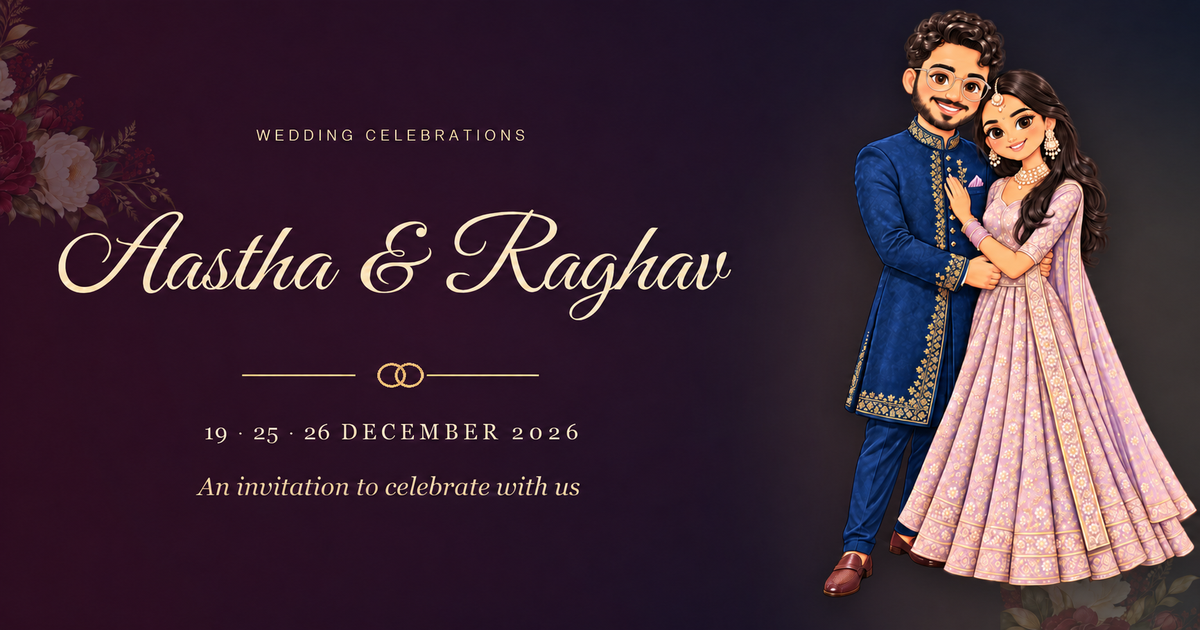 WEDDING CELEBRATIONS
Aastha & Raghav
19 · 25 · 26 DECEMBER 2026
An invitation to celebrate with us